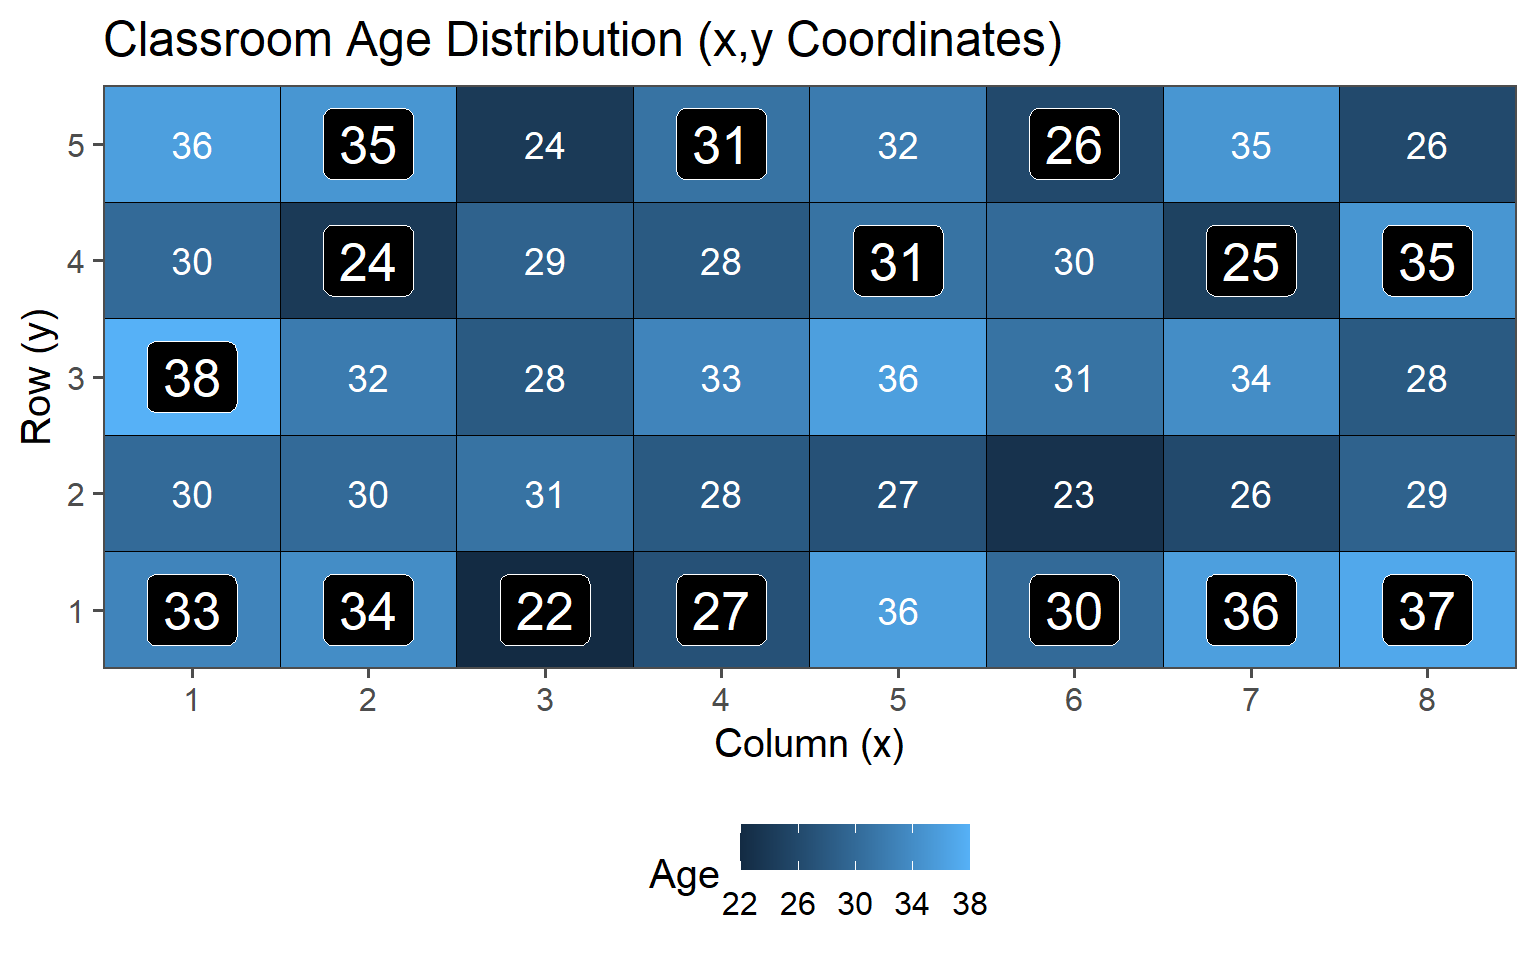 Classroom Age Distribution (x,y Coordinates)
5 36 35 24 31 32 26 35 26
4 30 24 29 28 31 30 25 35
Row (y)
3 38 32 28 33 36 31 34 28
2 30 30 31 28 27 23 26 29
1 33 34 22 27 36 30 36 37
1 2 3 4 5 6 7 8
Column (x)
Age
22 26 30 34 38